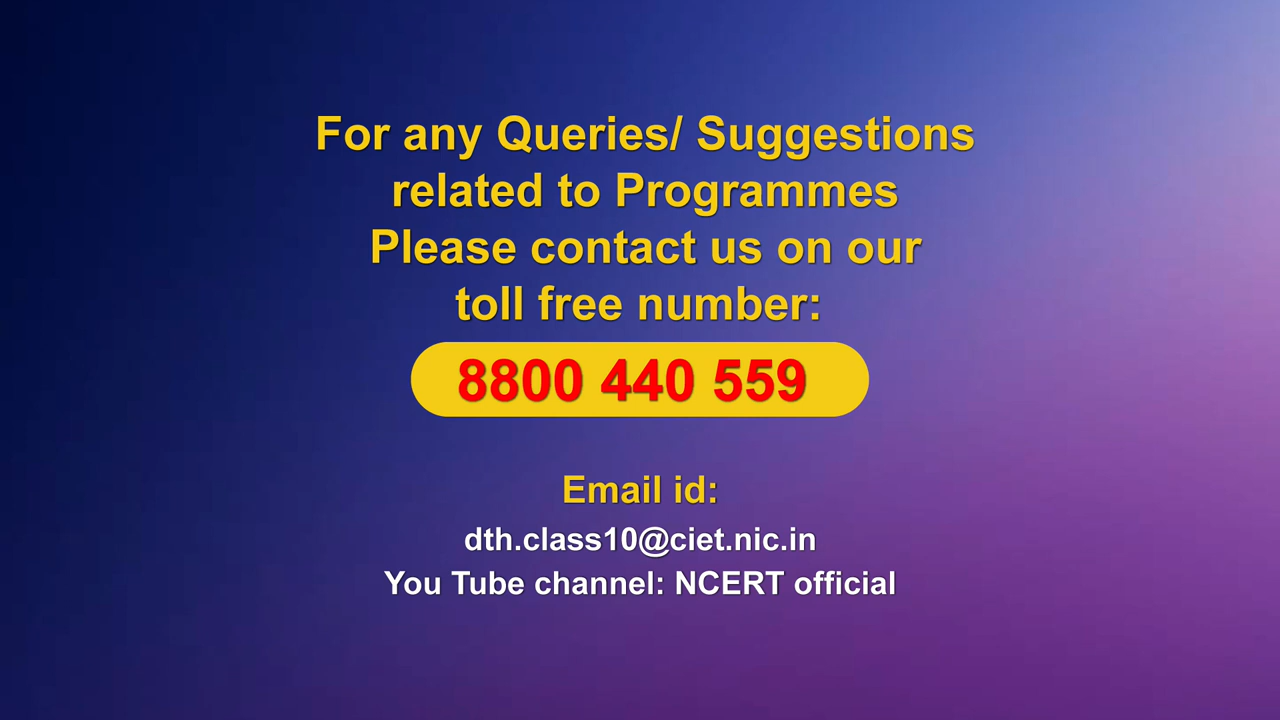 For any Queries/ Suggestions
related to Programmes
Please contact us on our
toll free number:
8800 440 559
Email id:
dth.class10@ciet.nic.in
You Tube channel: NCERT official